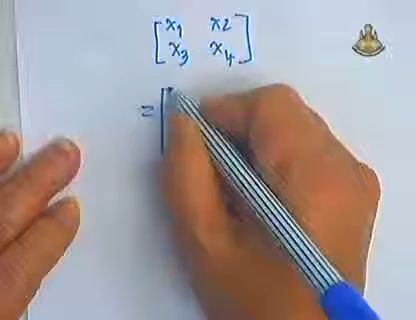 [x₁ x2]
[x₃ x₄]
= [